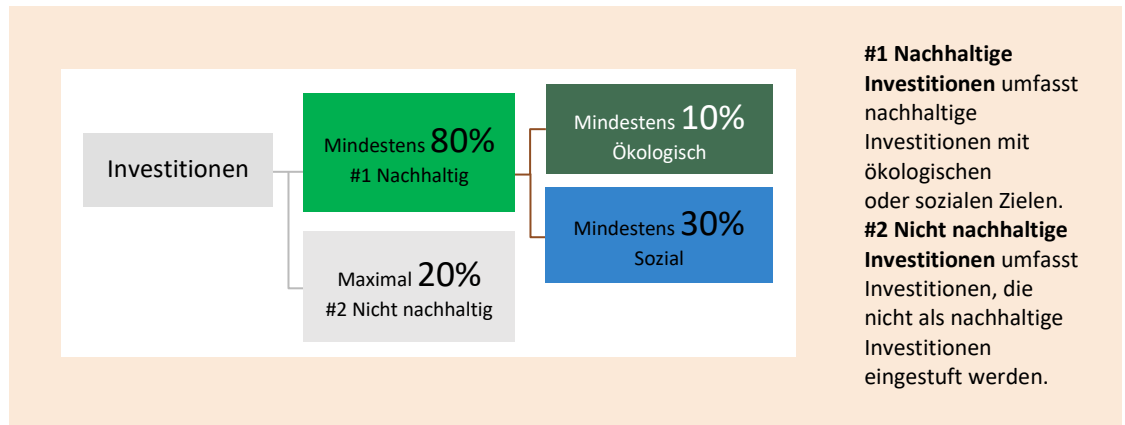 Investitionen
Mindestens 80%
#1 Nachhaltig
Maximal 20%
#2 Nicht nachhaltig
Mindestens 10%
Ökologisch
Mindestens 30%
Sozial
#1 Nachhaltige
Investitionen umfasst
nachhaltige
Investitionen mit
ökologischen
oder sozialen Zielen.
#2 Nicht nachhaltige
Investitionen umfasst
Investitionen, die
nicht als nachhaltige
Investitionen
eingestuft werden.